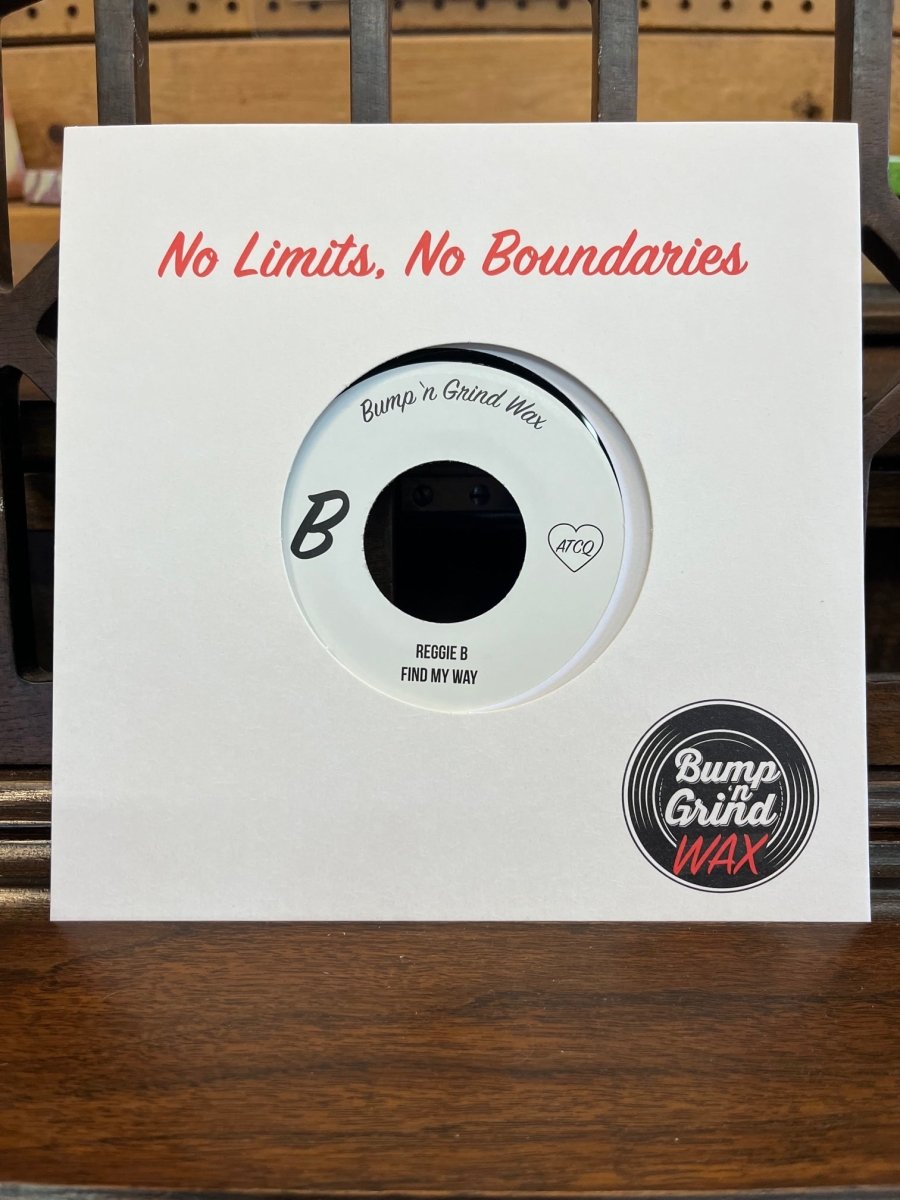 No Limits, No Boundaries
Bump 'n Grind Wax
B
ATCQ
REGGIE B
FIND MY WAY
Bump
'n
Grind
WAX